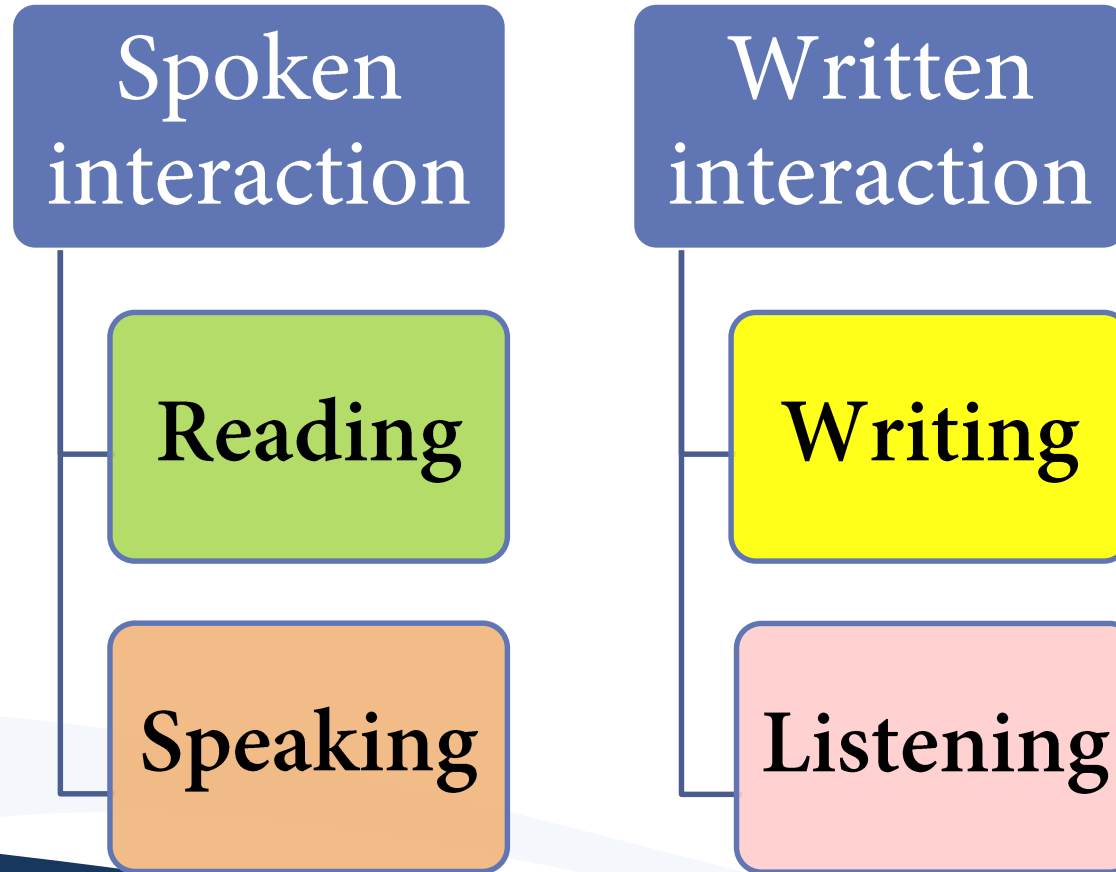 Spoken
interaction
Reading
Speaking
Written
interaction
Writing
Listening